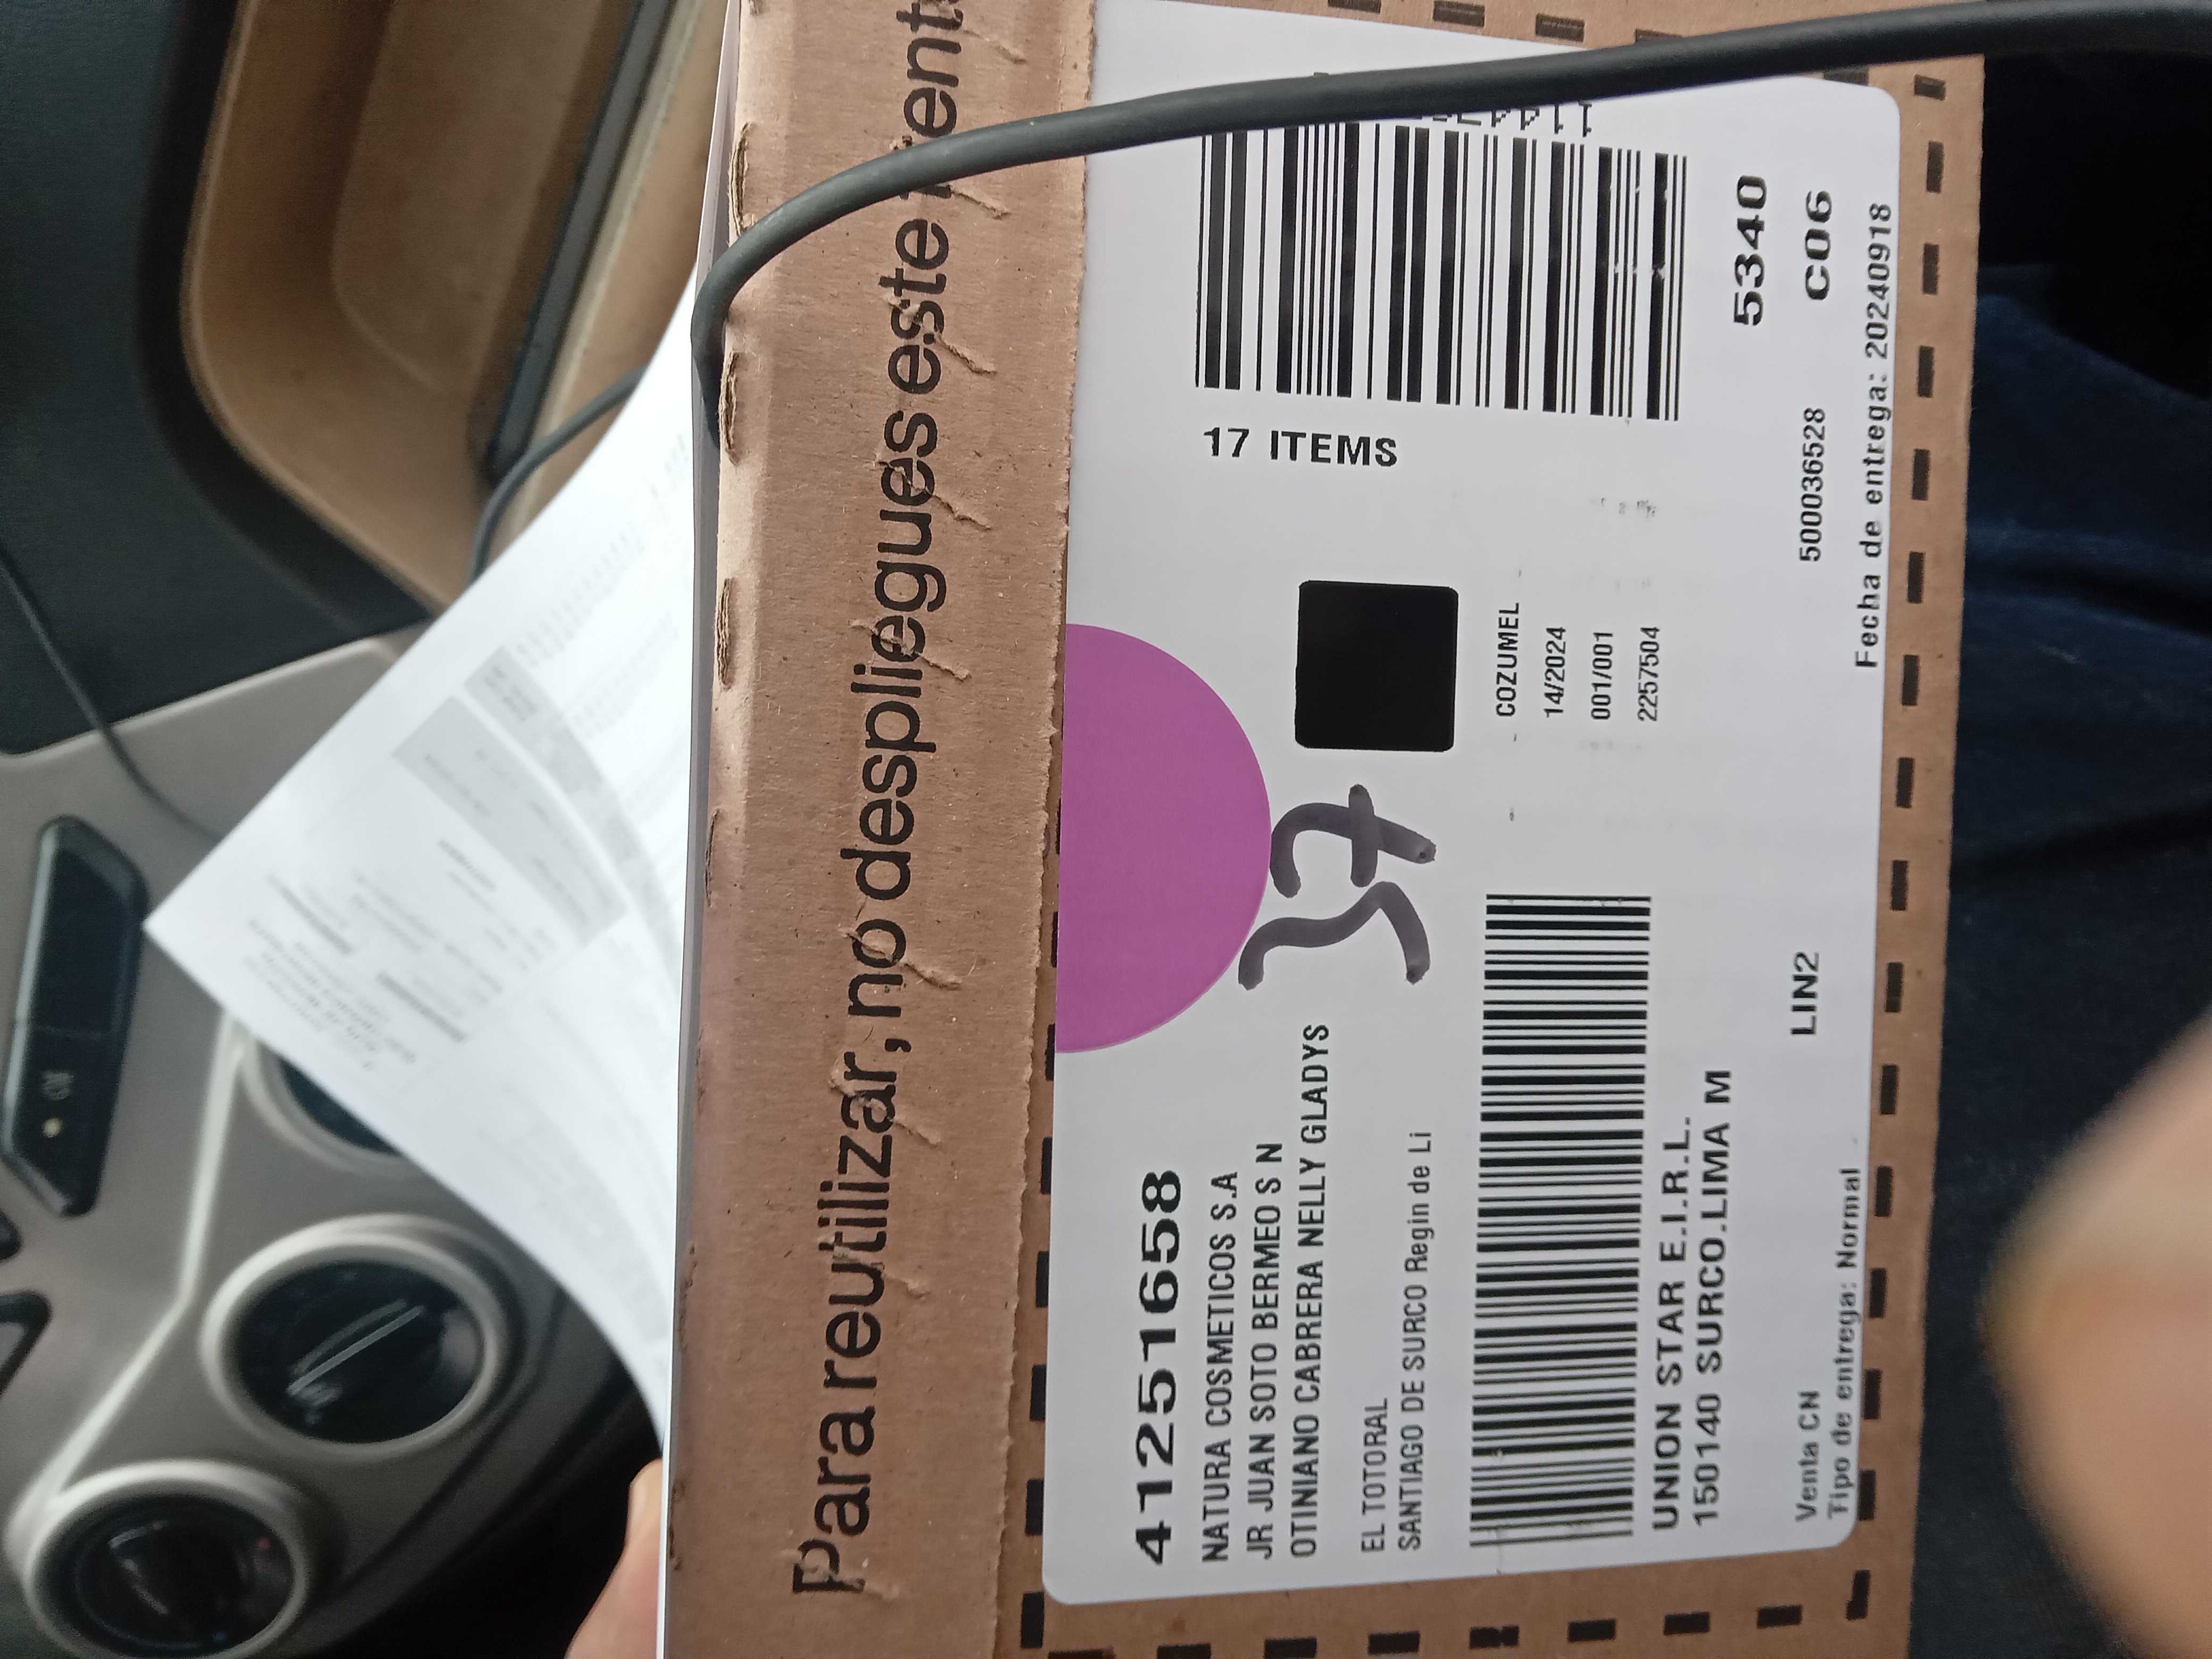 Para reutilizar, no despliegues este
41251658
NATURA COSMETICOS S.A
JR JUAN SOTO BERMEO S N
OTINIANO CABRERA NELLY GLADYS
EL TOTORAL
SANTIAGO DE SURCO Regin de Li
57
17 ITEMS
COZUMEL
14/2024
001/001
22577504
UNION STAR E.I.R.L.
150140 SURCO.LIMA M
5340
Venta CN
LIN2
500036528
C06
Tipo de entrega: Normal
Fecha de entrega: 20240918